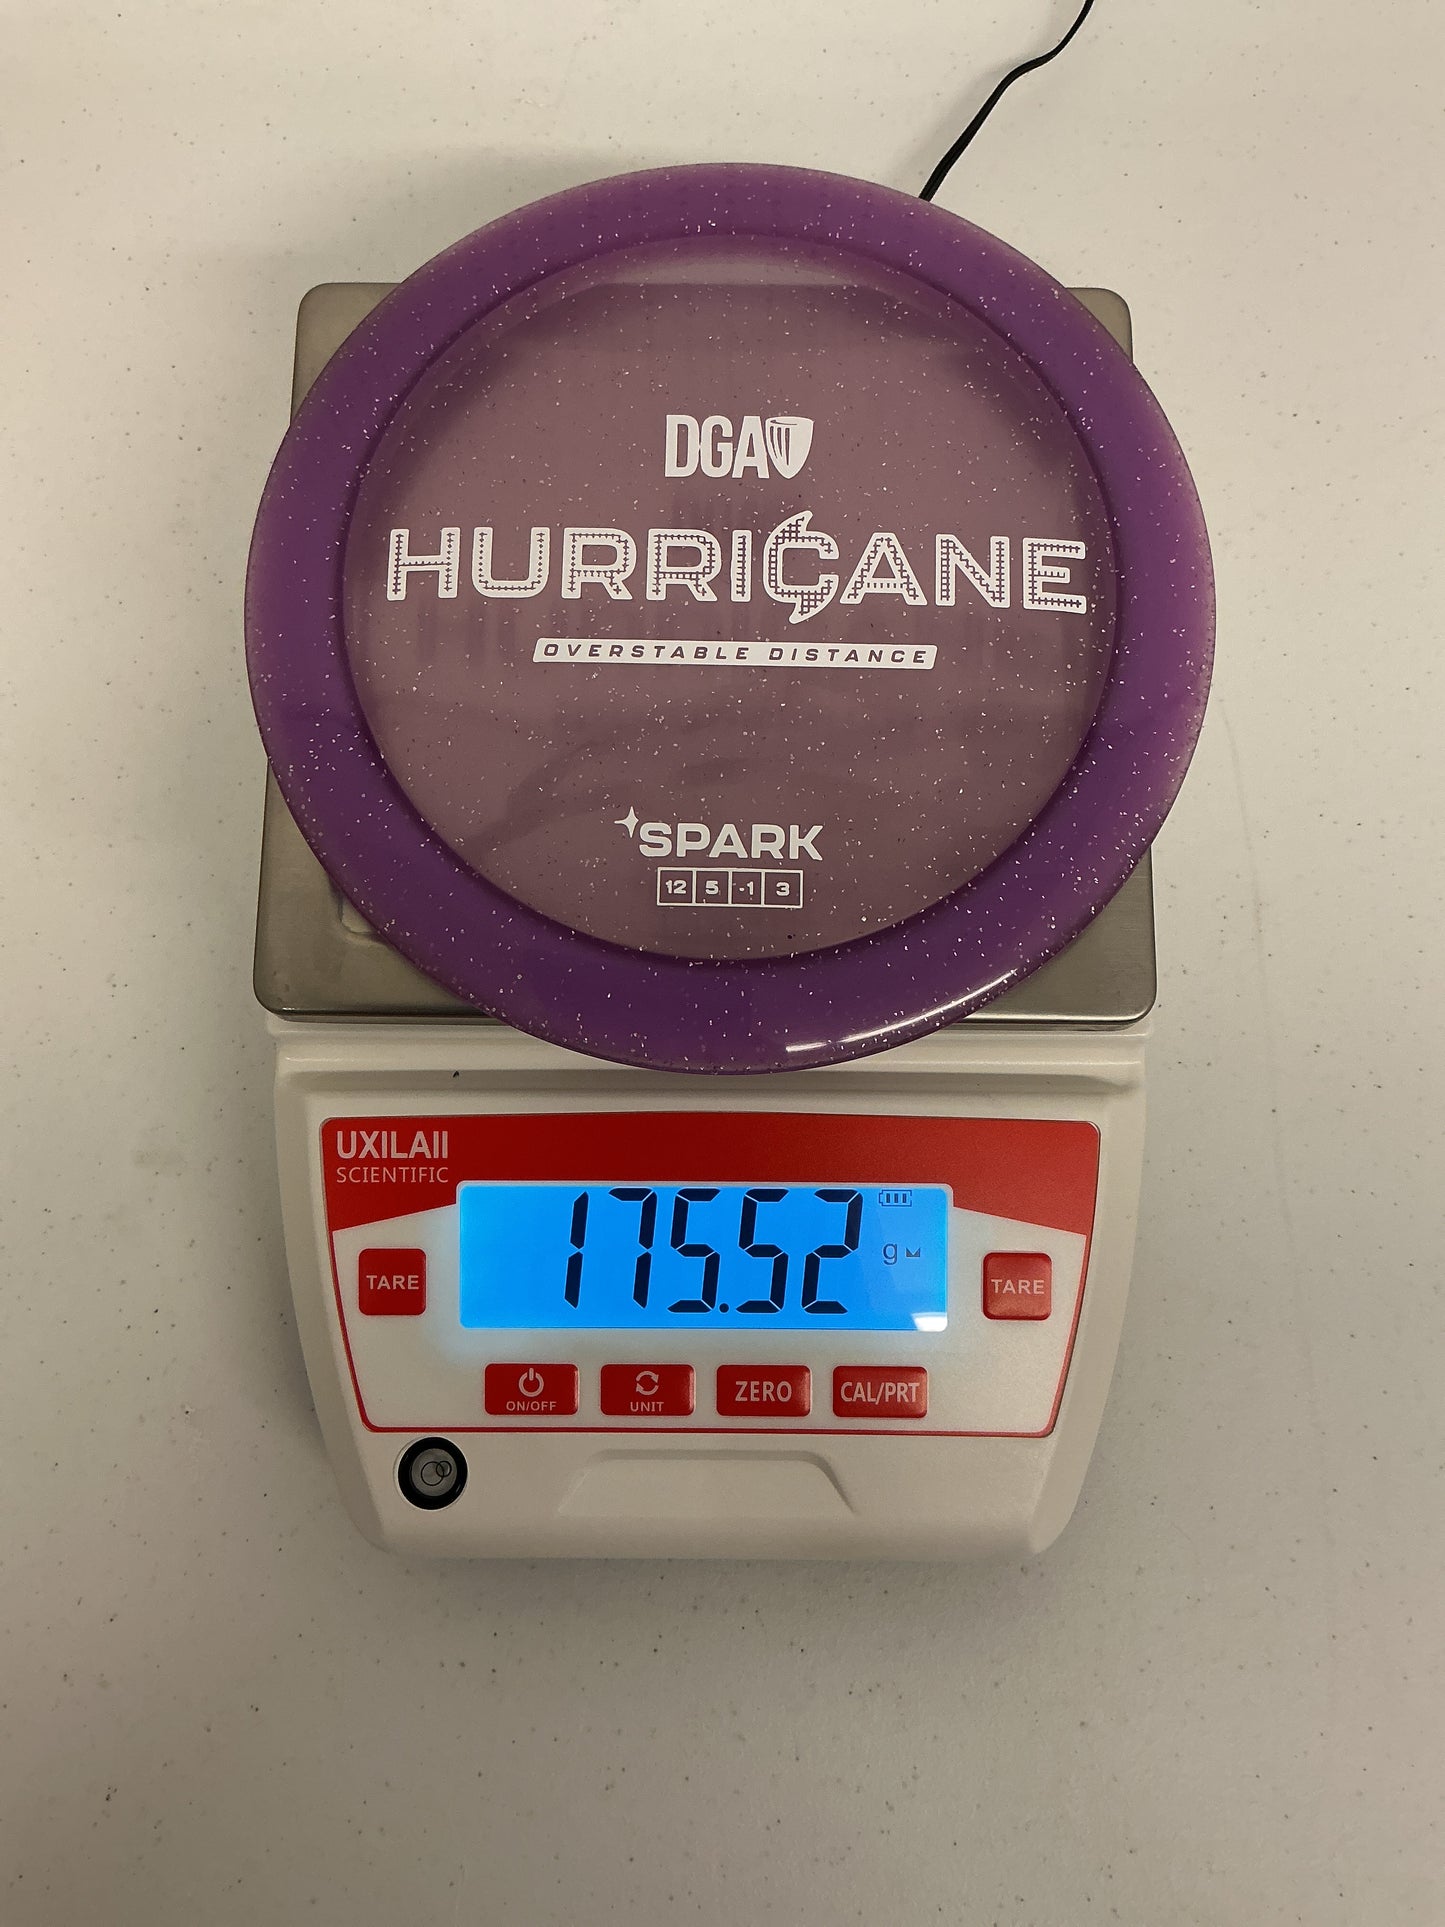 DGA
HURRICANE
OVERSTABLE DISTANCE
SPARK
12 5 -1 3
UXILAII
SCIENTIFIC
175.52
g
TARE
TARE
ON/OFF
UNIT
ZERO
CAL/PRT